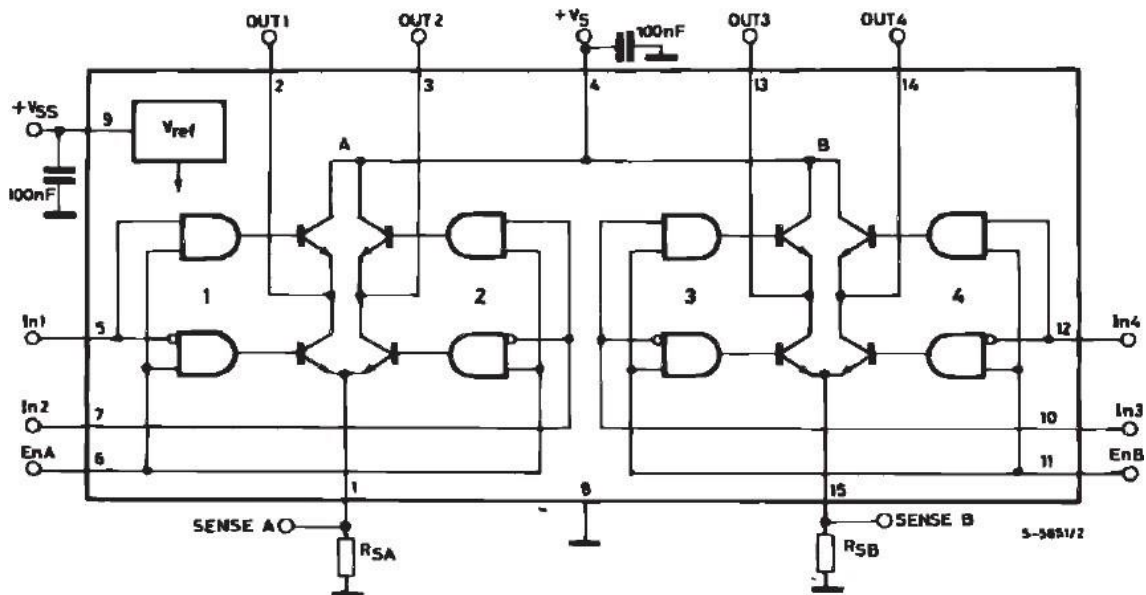 OUT1 OUT2 +VS 100nF OUT3 OUT4
2 3 4 13 14
+VSS 9 Vref A B
100nF
1 2 3 4
In1 5 12 In4
In2 7 10 In3
EnA 6 11 EnB
1 8 15
SENSE A SENSE B
S-5851/2
RSA RSB